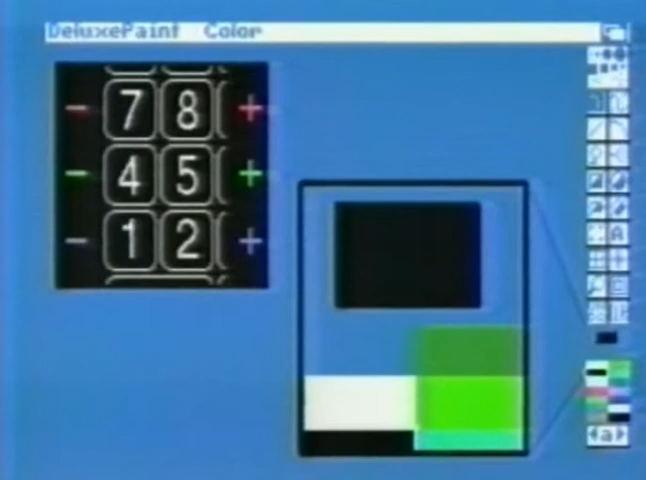 DeluxePaint Color
- 7 8 +
- 4 5 +
- 1 2 +
A
a